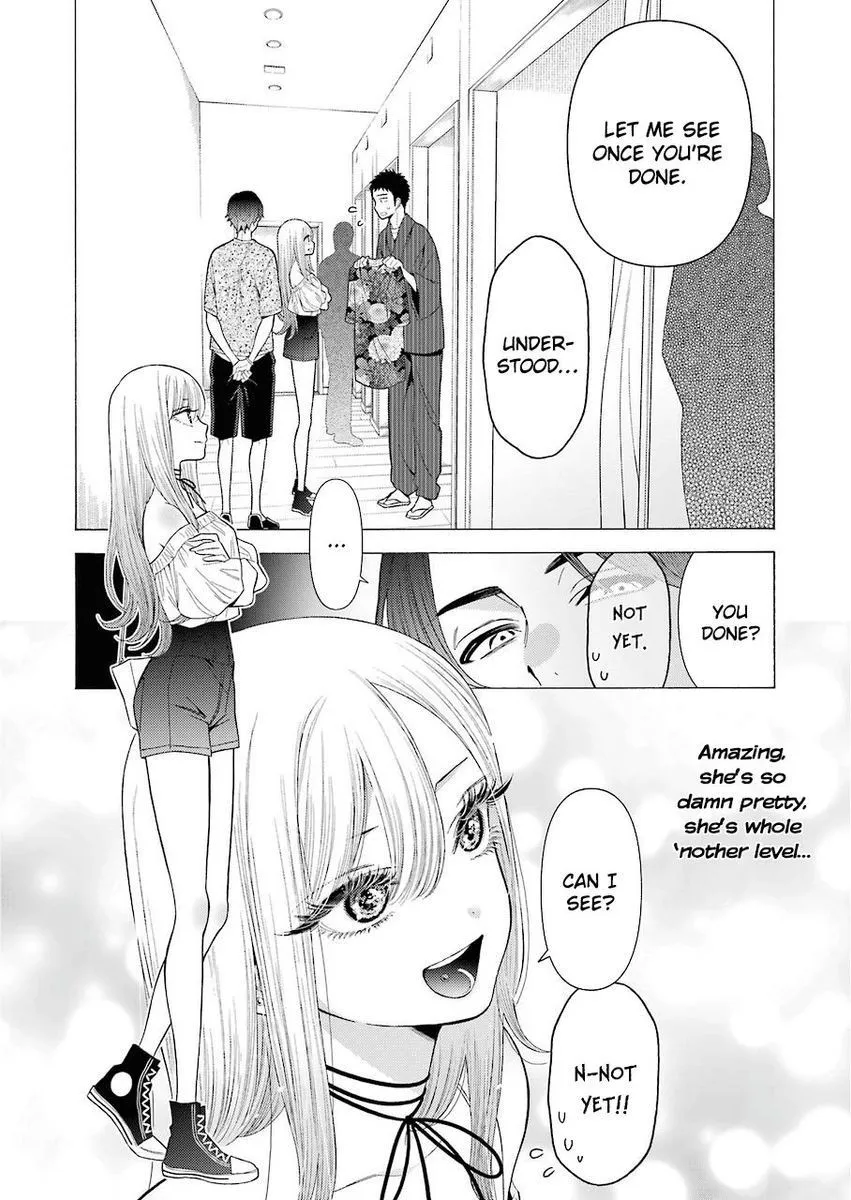 LET ME SEE
ONCE YOU'RE
DONE.
UNDER-
STOOD...
YOU
DONE?
NOT
YET.
...
Amazing,
she's so
damn pretty,
she's whole
'nother level...
CAN I
SEE?
N-NOT
YET!!